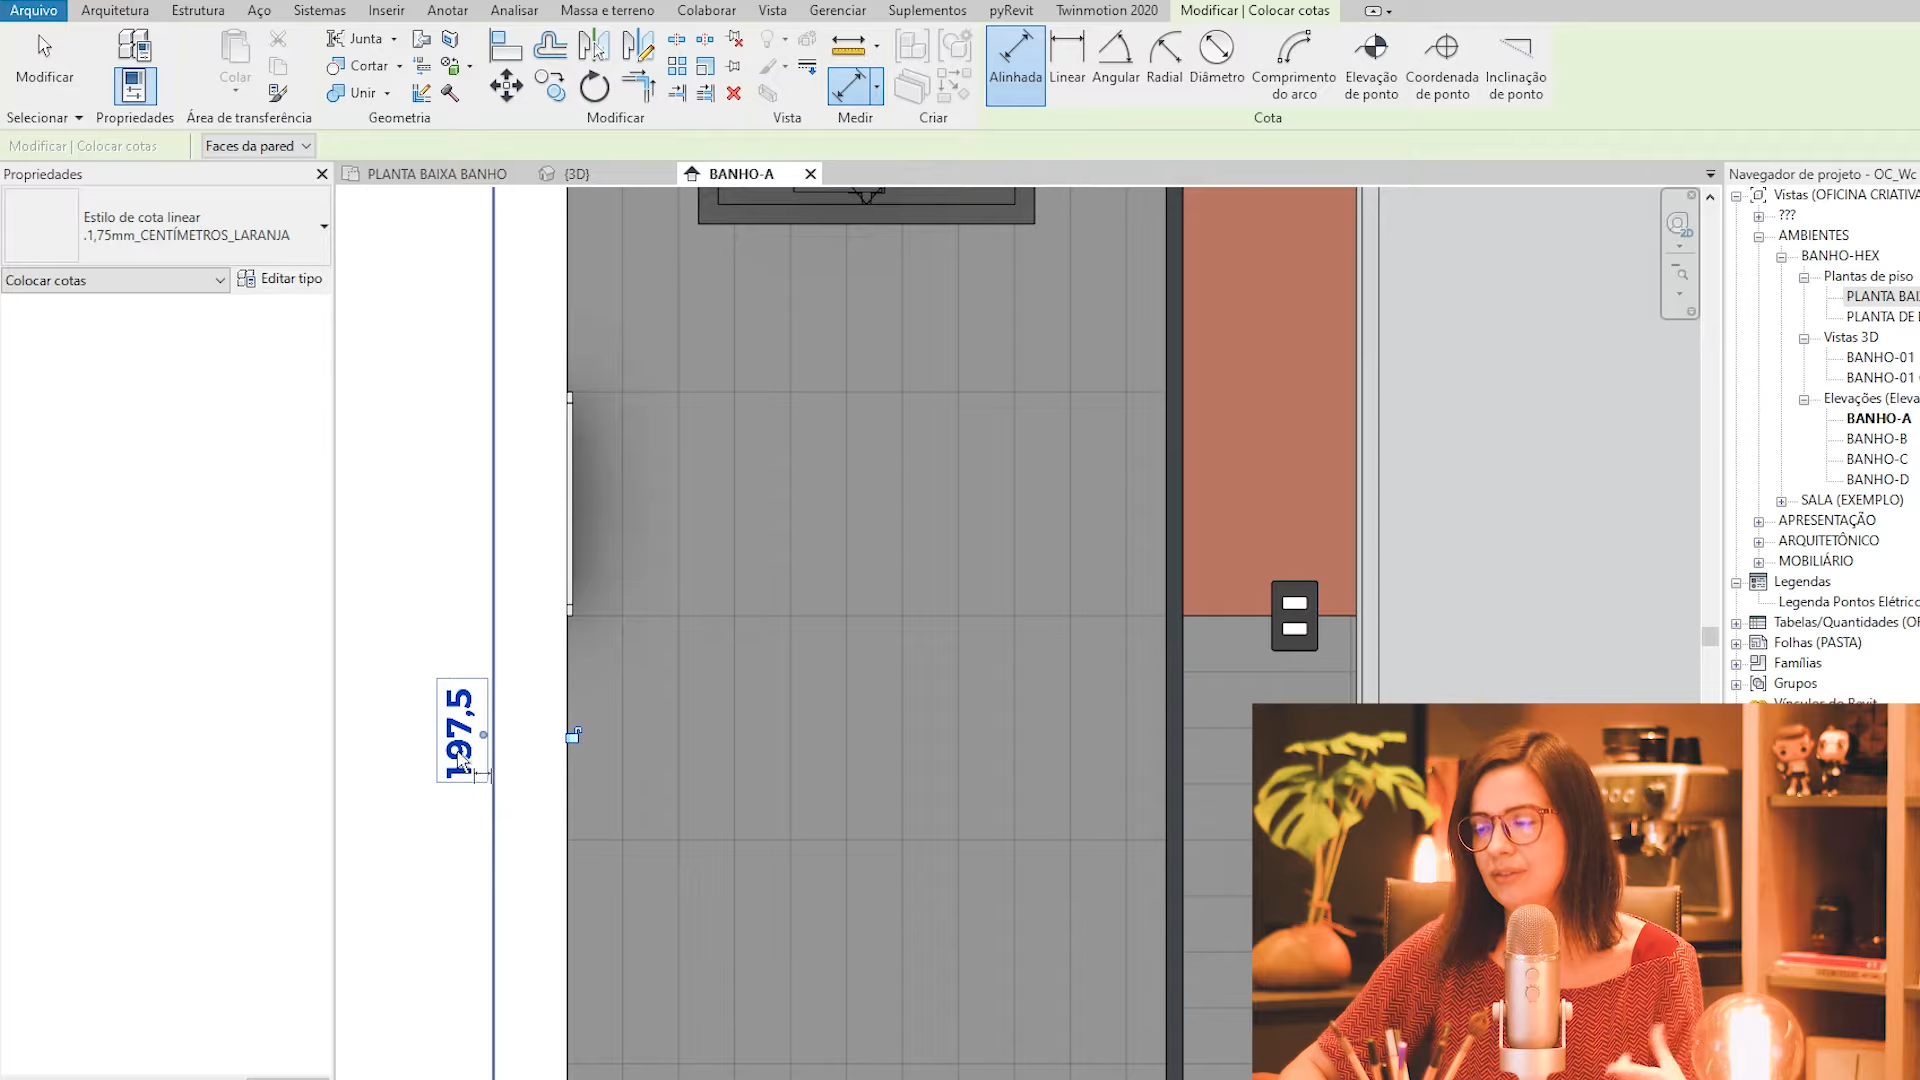 Arquivo Arquitetura Estrutura Aço Sistemas Inserir Anotar Analisar Massa e terreno Colaborar Vista Gerenciar Suplementos pyRevit Twinmotion 2020 Modificar | Colocar cotas
Modificar
Colar
Junta
Cortar
Unir
Alinhada Linear Angular Radial Diâmetro Comprimento do arco Elevação de ponto Coordenada de ponto Inclinação de ponto
Selecionar Propriedades Área de transferência Geometria Modificar Vista Medir Criar Cota
Modificar | Colocar cotas Faces da pared
Propriedades
PLANTA BAIXA BANHO {3D} BANHO-A
Navegador de projeto - OC_Wc
Estilo de cota linear
.1,75mm_CENTÍMETROS_LARANJA
Colocar cotas Editar tipo
2D
197,5
Vistas (OFICINA CRIATIVA
???
AMBIENTES
BANHO-HEX
Plantas de piso
PLANTA BAI
PLANTA DE
Vistas 3D
BANHO-01
BANHO-01
Elevações (Eleva
BANHO-A
BANHO-B
BANHO-C
BANHO-D
SALA (EXEMPLO)
APRESENTAÇÃO
ARQUITETÔNICO
MOBILIÁRIO
Legendas
Legenda Pontos Elétric
Tabelas/Quantidades (OF
Folhas (PASTA)
Famílias
Grupos
Vínculos do Revit